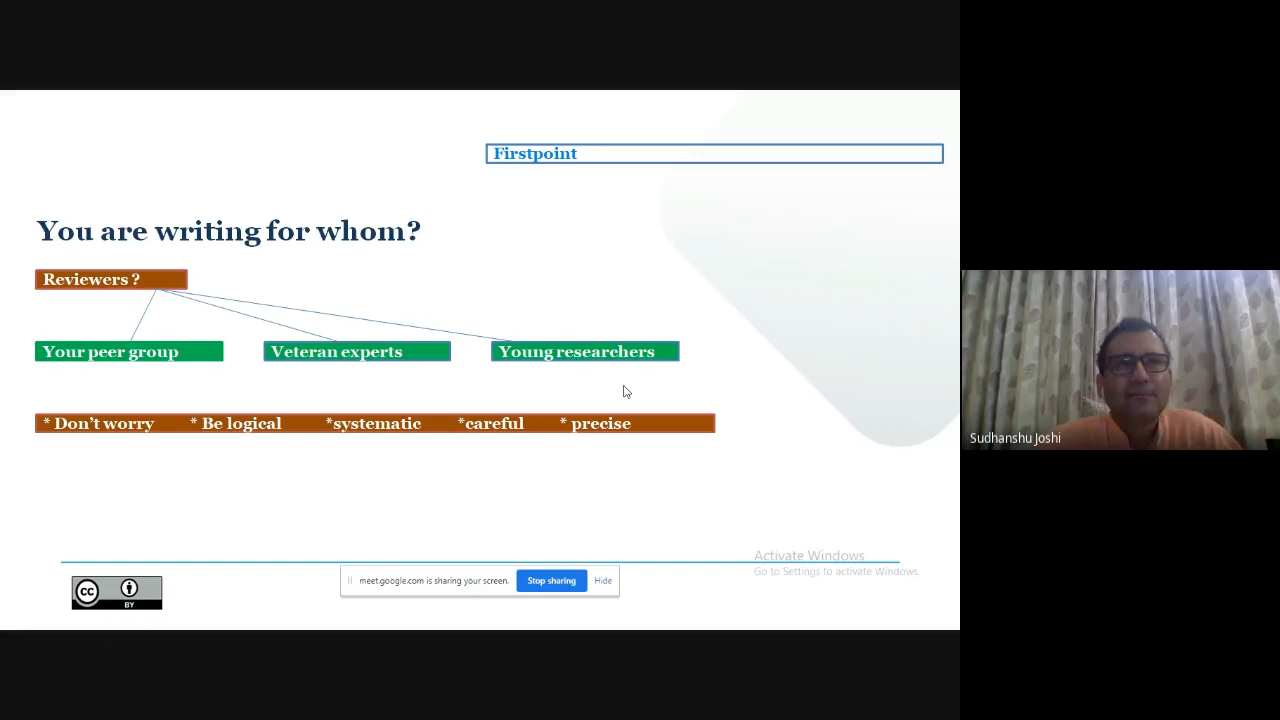 Firstpoint
You are writing for whom?
Reviewers ?
Your peer group Veteran experts Young researchers
* Don't worry * Be logical *systematic *careful * precise
Sudhanshu Joshi
Activate Windows
Go to Settings to activate Windows.
meet.google.com is sharing your screen. Stop sharing Hide
cc BY